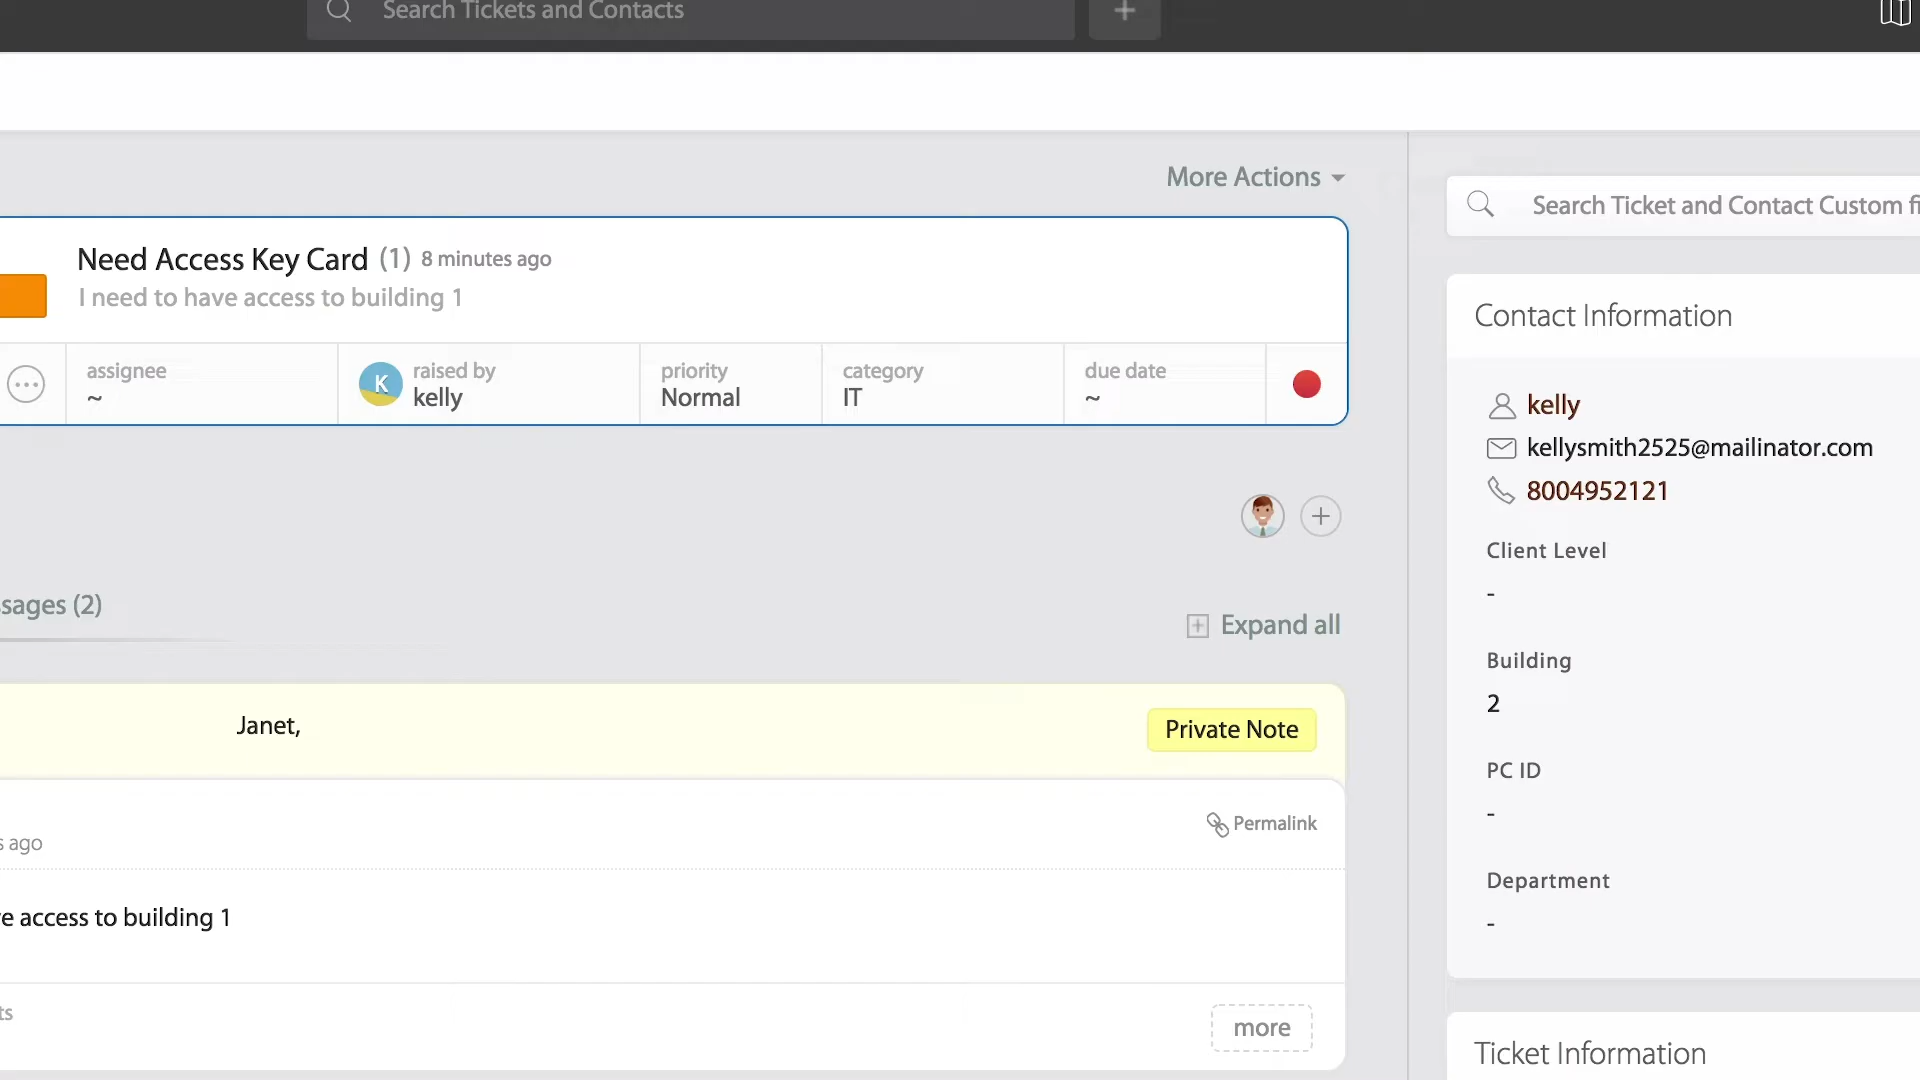 Search Tickets and Contacts
More Actions
Search Ticket and Contact Custom fi
Need Access Key Card (1) 8 minutes ago
I need to have access to building 1
Contact Information
assignee
~
K
raised by
kelly
priority
Normal
category
IT
due date
~
kelly
kellysmith2525@mailinator.com
8004952121
Client Level
-
Building
2
PC ID
-
Department
-
ssages (2)
Expand all
Janet,
Private Note
Permalink
s ago
e access to building 1
ts
more
Ticket Information